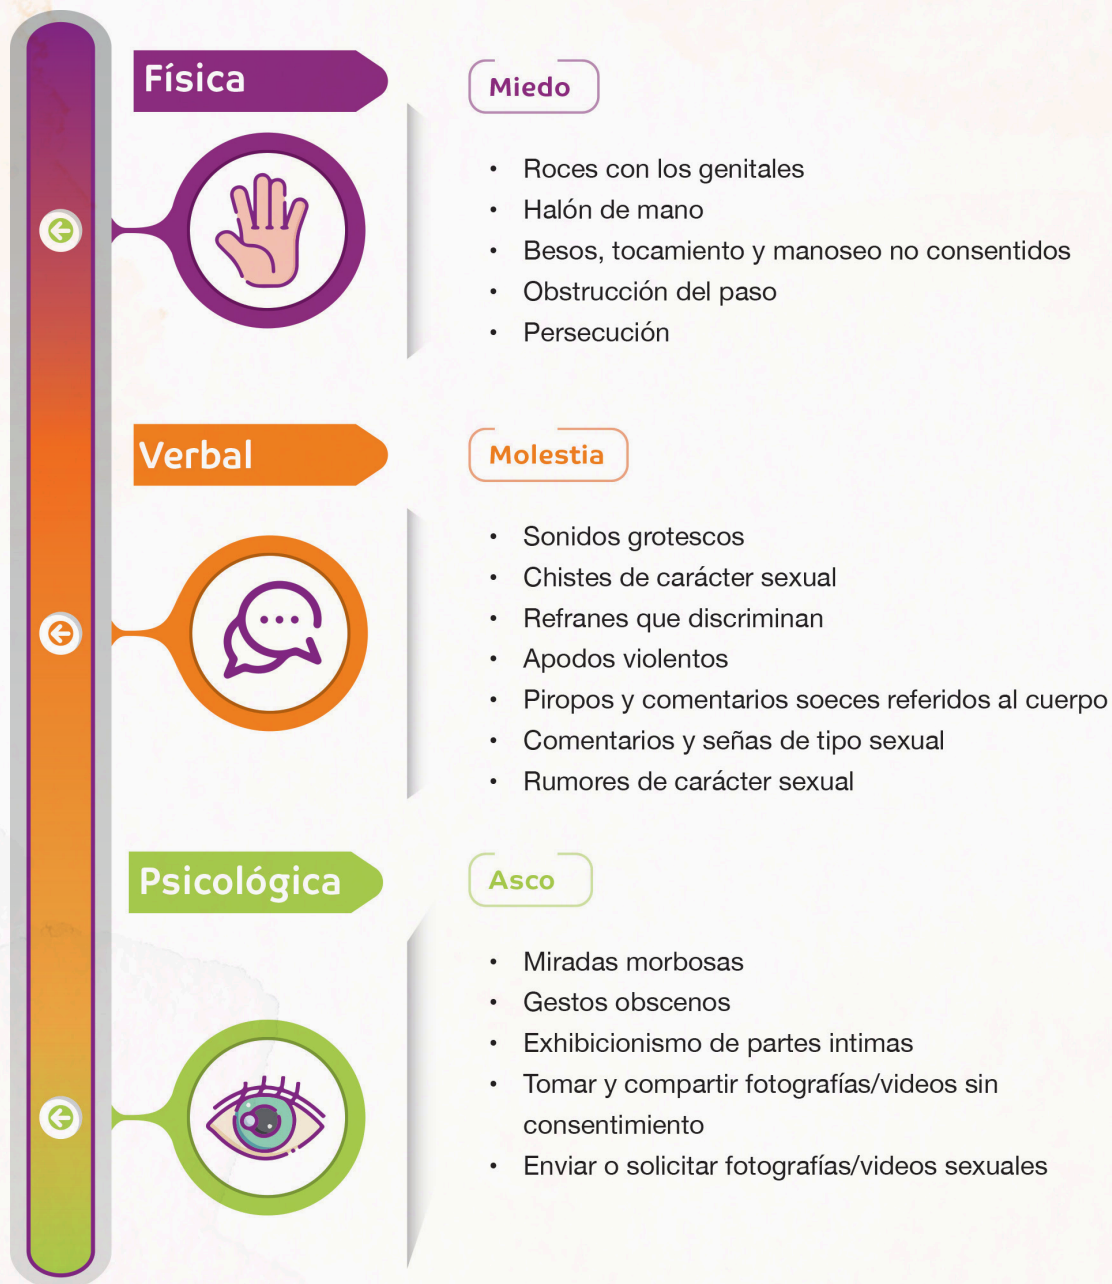 Física
Miedo
• Roces con los genitales
• Halón de mano
• Besos, tocamiento y manoseo no consentidos
• Obstrucción del paso
• Persecución
Verbal
Molestia
• Sonidos grotescos
• Chistes de carácter sexual
• Refranes que discriminan
• Apodos violentos
• Piropos y comentarios soeces referidos al cuerpo
• Comentarios y señas de tipo sexual
• Rumores de carácter sexual
Psicológica
Asco
• Miradas morbosas
• Gestos obscenos
• Exhibicionismo de partes intimas
• Tomar y compartir fotografías/videos sin
consentimiento
• Enviar o solicitar fotografías/videos sexuales